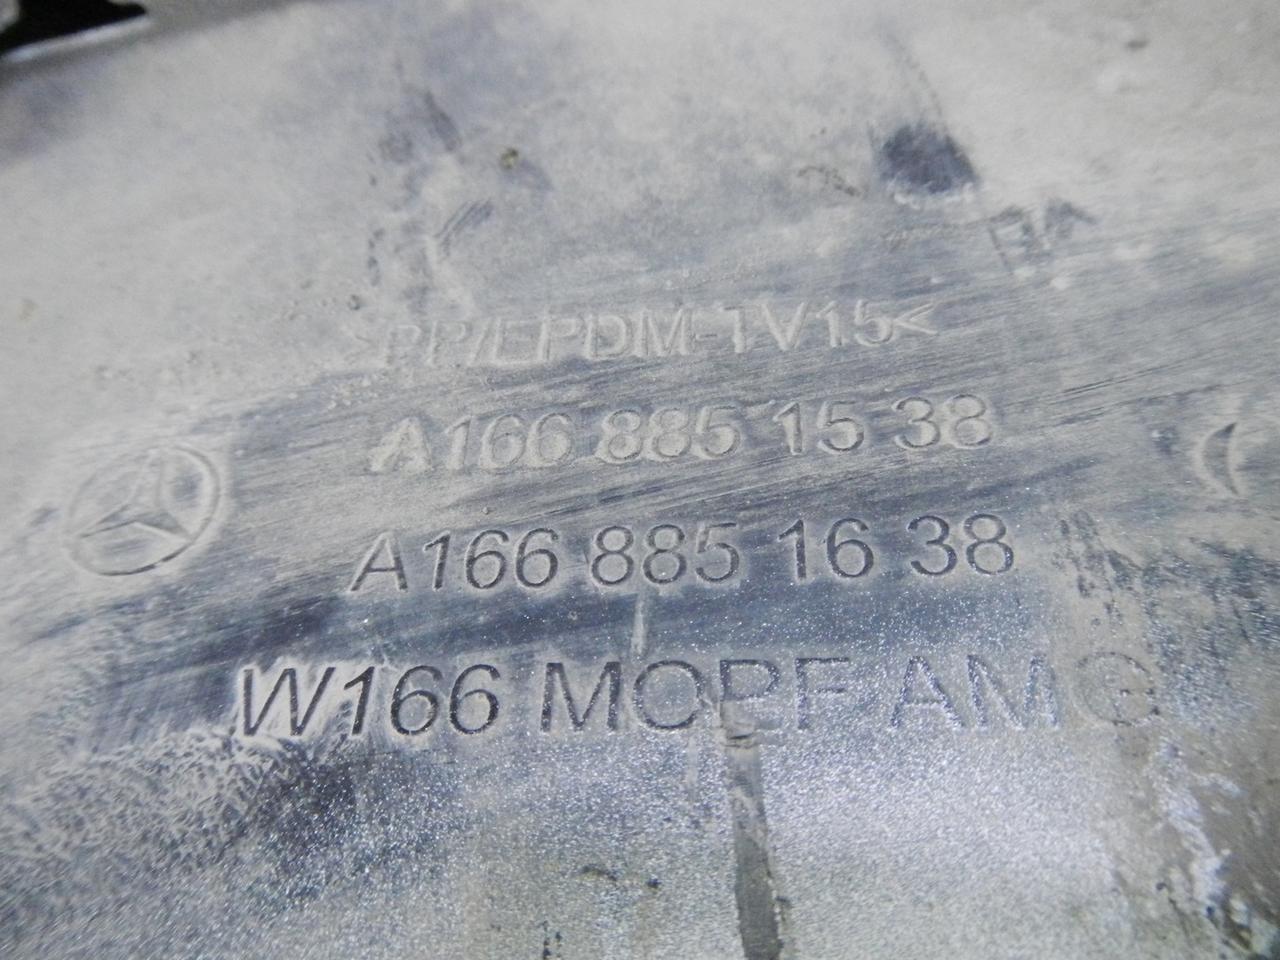 >PP/EPDM-TV15<
A166 885 15 38
A166 885 16 38
W166 MOPF AMG